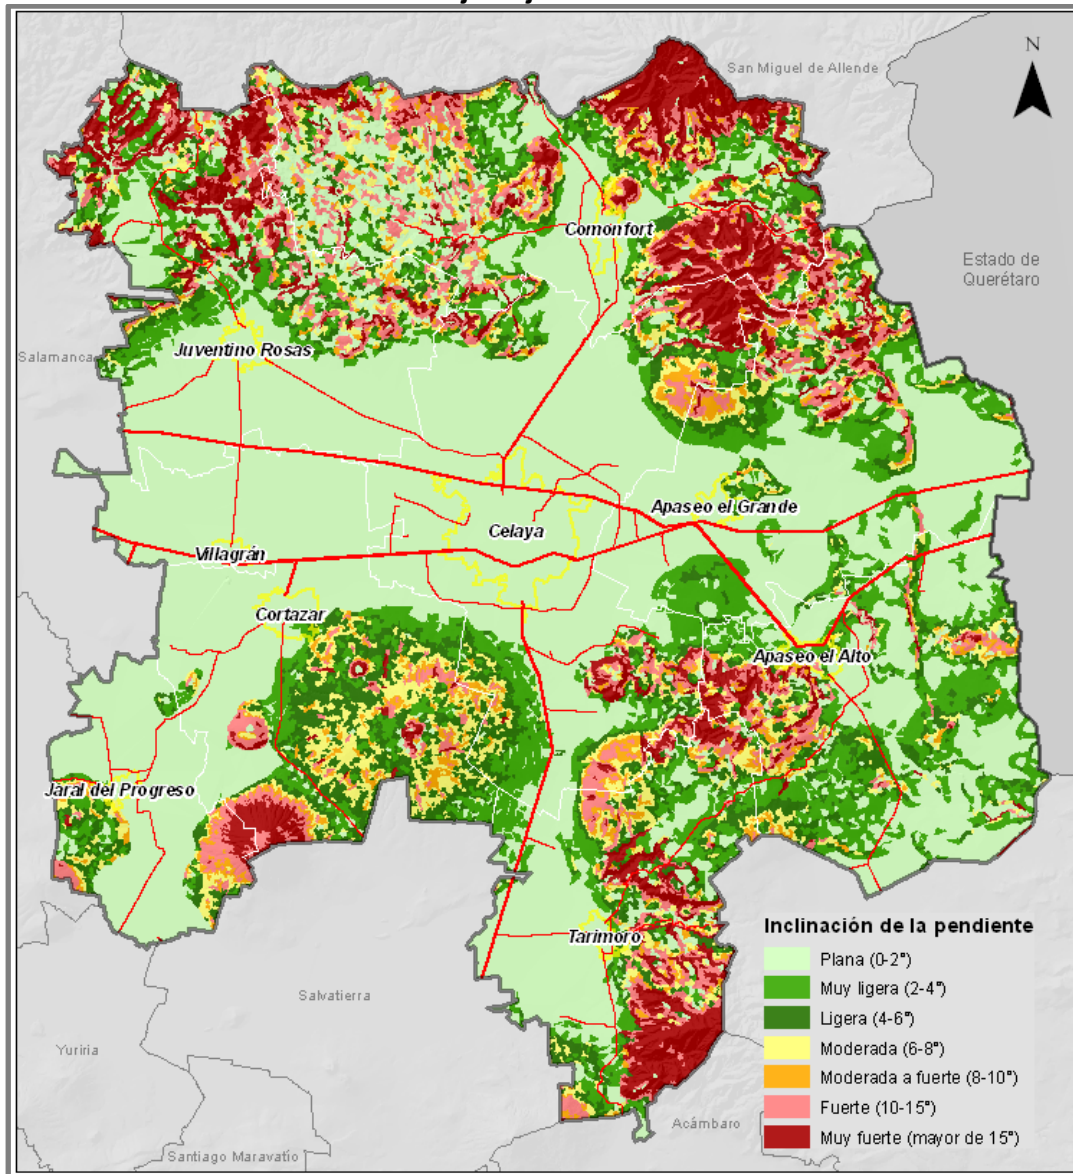 San Miguel de Allende
N
Comonfort
Estado de
Querétaro
Juventino Rosas
Salamanca
Apaseo el Grande
Celaya
Villagrán
Cortazar
Apaseo el Alto
Jaral del Progreso
Tarimoro
Salvatierra
Yuriria
Acámbaro
Santiago Maravatío
Inclinación de la pendiente
Plana (0-2°)
Muy ligera (2-4°)
Ligera (4-6°)
Moderada (6-8°)
Moderada a fuerte (8-10°)
Fuerte (10-15°)
Muy fuerte (mayor de 15°)